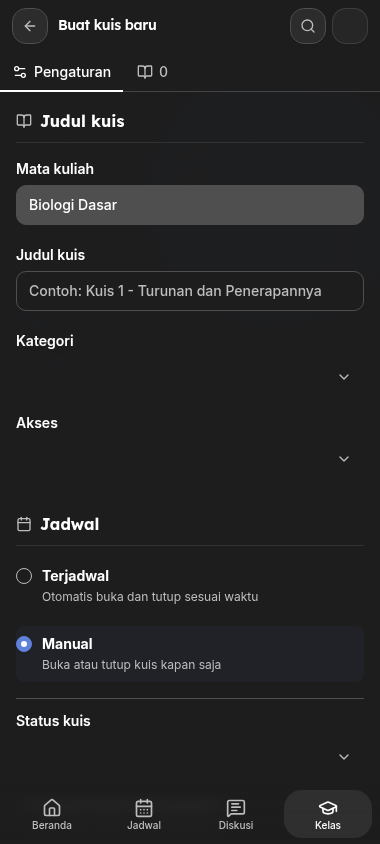 Buat kuis baru
Pengaturan
0
Judul kuis
Mata kuliah
Biologi Dasar
Judul kuis
Contoh: Kuis 1 - Turunan dan Penerapannya
Kategori
Akses
Jadwal
Terjadwal
Otomatis buka dan tutup sesuai waktu
Manual
Buka atau tutup kuis kapan saja
Status kuis
Beranda
Jadwal
Diskusi
Kelas